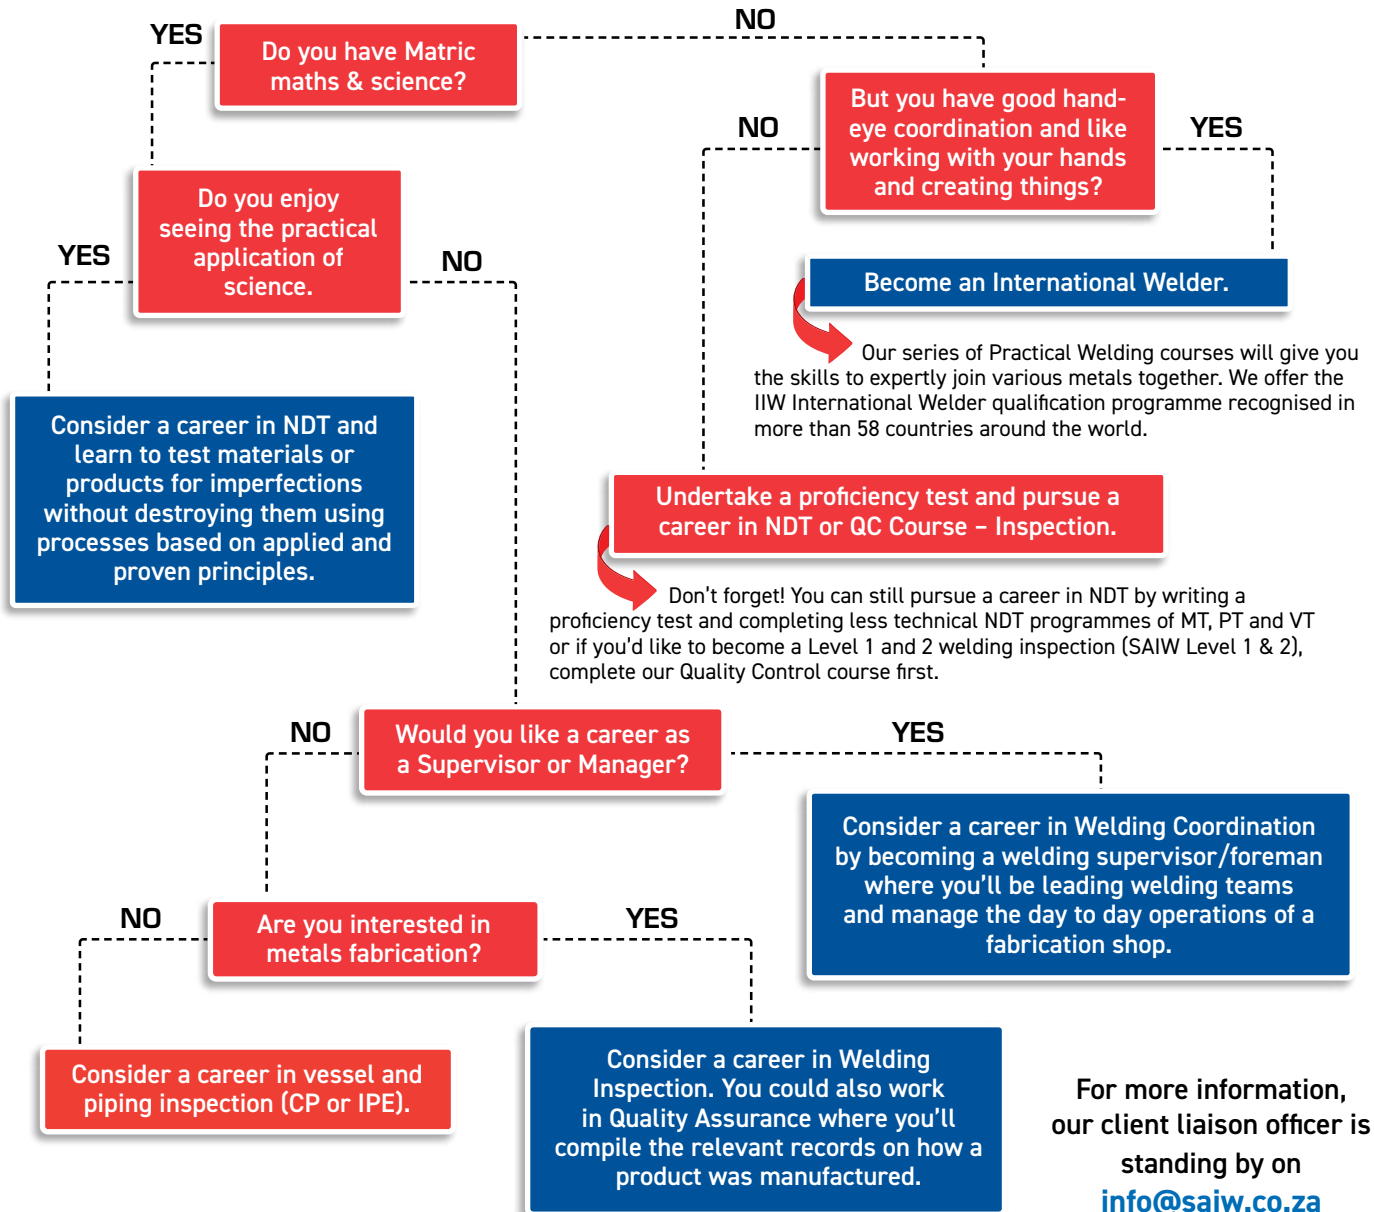 YES
NO
Do you have Matric
maths & science?
But you have good hand-
eye coordination and like
working with your hands
and creating things?
NO
YES
Do you enjoy
seeing the practical
application of
science.
YES
NO
Become an International Welder.
Our series of Practical Welding courses will give you
the skills to expertly join various metals together. We offer the
IIW International Welder qualification programme recognised in
more than 58 countries around the world.
Consider a career in NDT and
learn to test materials or
products for imperfections
without destroying them using
processes based on applied and
proven principles.
Undertake a proficiency test and pursue a
career in NDT or QC Course – Inspection.
Don't forget! You can still pursue a career in NDT by writing a
proficiency test and completing less technical NDT programmes of MT, PT and VT
or if you'd like to become a Level 1 and 2 welding inspection (SAIW Level 1 & 2),
complete our Quality Control course first.
NO
Would you like a career as
a Supervisor or Manager?
YES
Consider a career in Welding Coordination
by becoming a welding supervisor/foreman
where you'll be leading welding teams
and manage the day to day operations of a
fabrication shop.
NO
Are you interested in
metals fabrication?
YES
Consider a career in vessel and
piping inspection (CP or IPE).
Consider a career in Welding
Inspection. You could also work
in Quality Assurance where you'll
compile the relevant records on how a
product was manufactured.
For more information,
our client liaison officer is
standing by on
info@saiw.co.za